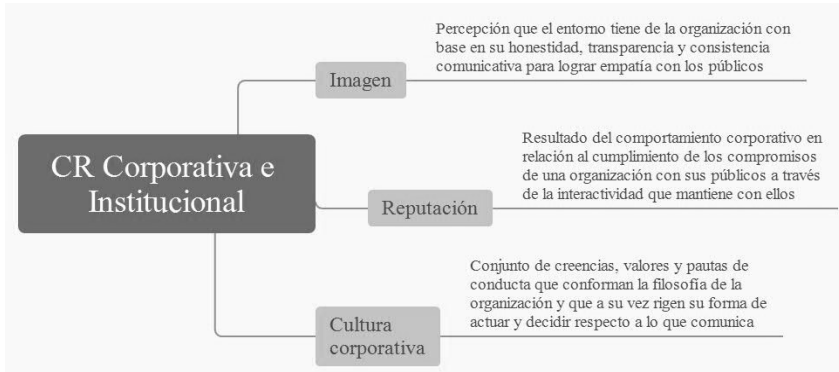 Percepción que el entorno tiene de la organización con
base en su honestidad, transparencia y consistencia
comunicativa para lograr empatía con los públicos
Imagen
CR Corporativa e
Institucional
Resultado del comportamiento corporativo en
relación al cumplimiento de los compromisos
de una organización con sus públicos a través
de la interactividad que mantiene con ellos
Reputación
Conjunto de creencias, valores y pautas de
conducta que conforman la filosofía de la
organización y que a su vez rigen su forma de
actuar y decidir respecto a lo que comunica
Cultura
corporativa